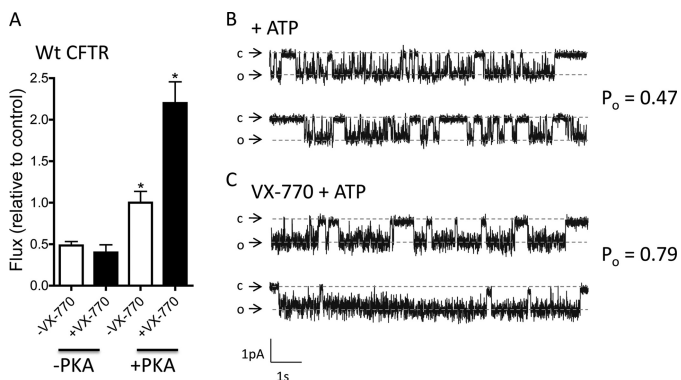 A
Wt CFTR
Flux (relative to control)
2.5
2.0
1.5
1.0
0.5
0.0
*
*
-VX-770
+VX-770
-VX-770
+VX-770
-PKA
+PKA
B
+ ATP
c
o
c
o
Po = 0.47
C
VX-770 + ATP
c
o
c
o
Po = 0.79
1pA
1s